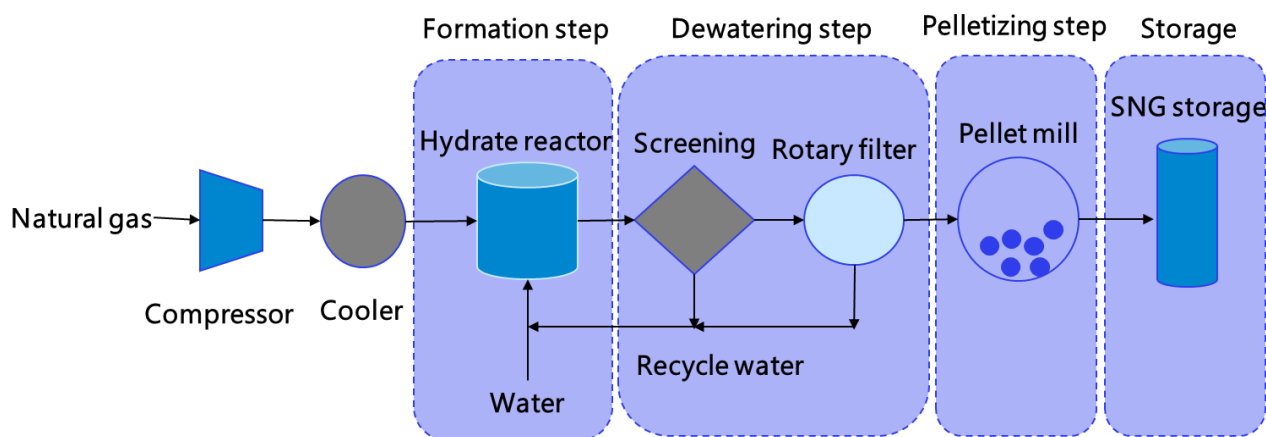 Formation step
Dewatering step
Pelletizing step
Storage
Hydrate reactor
Screening
Rotary filter
Pellet mill
SNG storage
Natural gas
Compressor
Cooler
Recycle water
Water